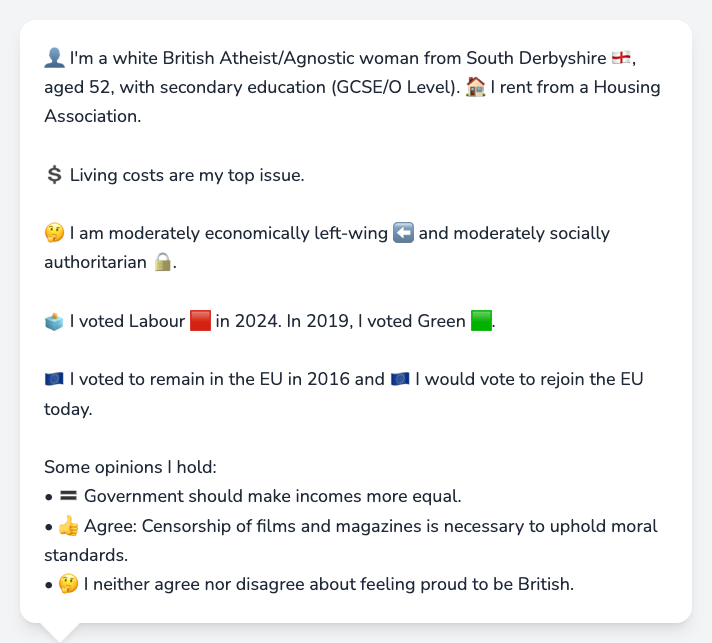 👤 I'm a white British Atheist/Agnostic woman from South Derbyshire 🏴󠁧󠁢󠁥󠁮󠁧󠁿,
aged 52, with secondary education (GCSE/O Level). 🏠 I rent from a Housing
Association.
💲 Living costs are my top issue.
🤔 I am moderately economically left-wing ⬅️ and moderately socially
authoritarian 🔒.
🗳️ I voted Labour 🟥 in 2024. In 2019, I voted Green 🟩.
🇪🇺 I voted to remain in the EU in 2016 and 🇪🇺 I would vote to rejoin the EU
today.
Some opinions I hold:
• 🟰 Government should make incomes more equal.
• 👍 Agree: Censorship of films and magazines is necessary to uphold moral
standards.
• 🤔 I neither agree nor disagree about feeling proud to be British.